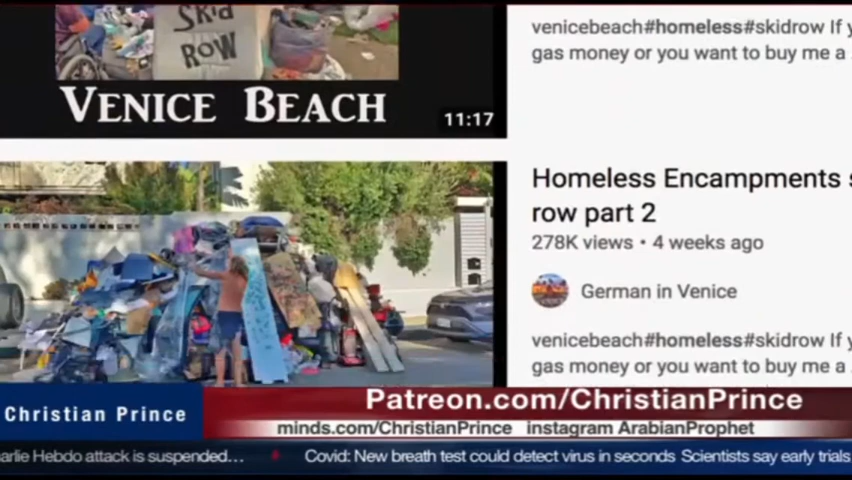 SKid
ROW
VENICE BEACH
11:17
venicebeach#homeless#skidrow If
gas money or you want to buy me a
Homeless Encampments
row part 2
278K views • 4 weeks ago
German in Venice
venicebeach#homeless#skidrow If
gas money or you want to buy me a
Christian Prince
Patreon.com/ChristianPrince
minds.com/ChristianPrince instagram ArabianProphet
arlie Hebdo attack is suspended... Covid: New breath test could detect virus in seconds Scientists say early trials